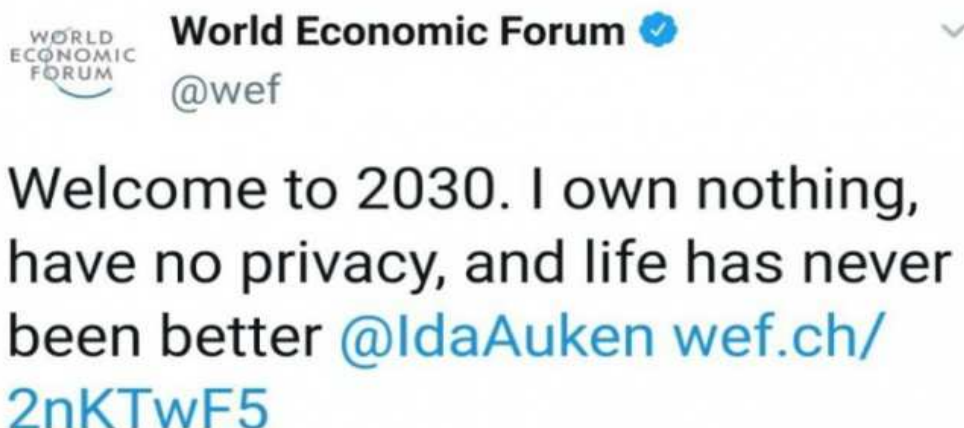 WORLD
ECONOMIC
FORUM
World Economic Forum
@wef
Welcome to 2030. I own nothing,
have no privacy, and life has never
been better @IdaAuken wef.ch/
2nKTwF5